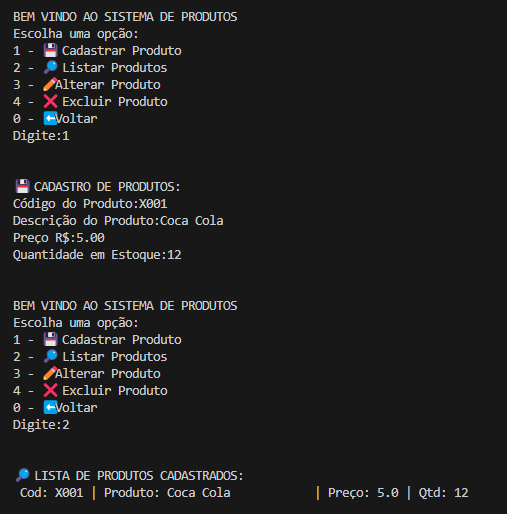 BEM VINDO AO SISTEMA DE PRODUTOS
Escolha uma opção:
1 - 💾 Cadastrar Produto
2 - 🔎 Listar Produtos
3 - ✏️Alterar Produto
4 - ❌ Excluir Produto
0 - ⬅️Voltar
Digite:1
💾 CADASTRO DE PRODUTOS:
Código do Produto:X001
Descrição do Produto:Coca Cola
Preço R$:5.00
Quantidade em Estoque:12
BEM VINDO AO SISTEMA DE PRODUTOS
Escolha uma opção:
1 - 💾 Cadastrar Produto
2 - 🔎 Listar Produtos
3 - ✏️Alterar Produto
4 - ❌ Excluir Produto
0 - ⬅️Voltar
Digite:2
🔎 LISTA DE PRODUTOS CADASTRADOS:
Cod: X001 | Produto: Coca Cola | Preço: 5.0 | Qtd: 12